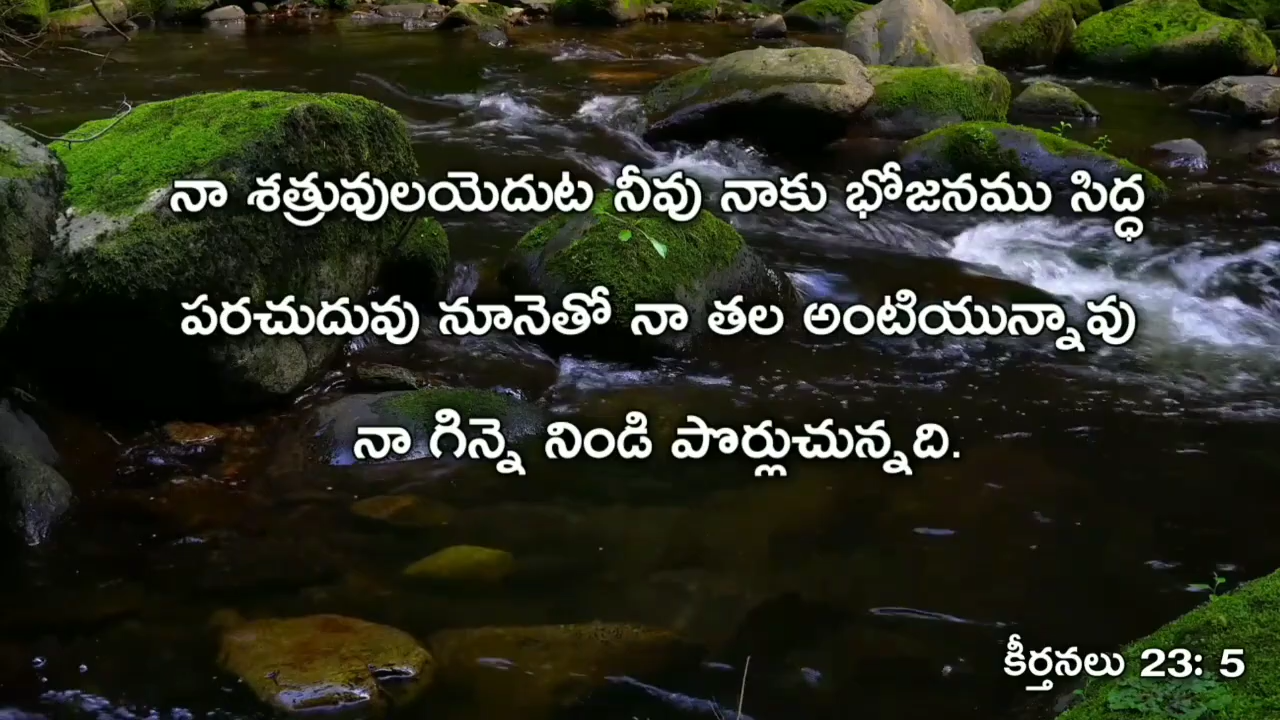 నా శత్రువులయెదుట నీవు నాకు భోజనము సిద్ధ
పరచుదువు నూనెతో నా తల అంటియున్నావు
నా గిన్నె నిండి పొర్లుచున్నది.
కీర్తనలు 23: 5